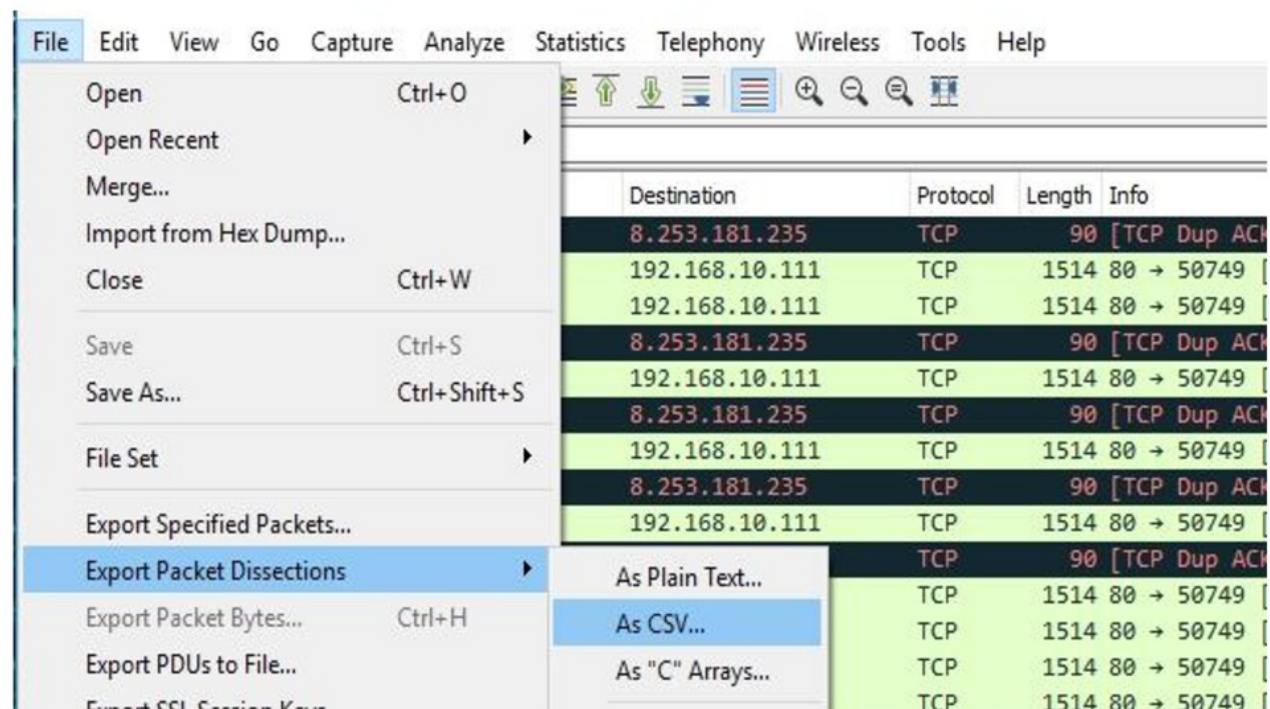 File Edit View Go Capture Analyze Statistics Telephony Wireless Tools Help
Open Ctrl+O
Open Recent
Merge...
Import from Hex Dump...
Close Ctrl+W
Save Ctrl+S
Save As... Ctrl+Shift+S
File Set
Export Specified Packets...
Export Packet Dissections
Export Packet Bytes... Ctrl+H
Export PDUs to File...
Export SSL Session Keys
As Plain Text...
As CSV...
As "C" Arrays...
Destination Protocol Length Info
8.253.181.235 TCP 90 [TCP Dup ACK
192.168.10.111 TCP 1514 80 → 50749 [
192.168.10.111 TCP 1514 80 → 50749 [
8.253.181.235 TCP 90 [TCP Dup ACK
192.168.10.111 TCP 1514 80 → 50749 [
8.253.181.235 TCP 90 [TCP Dup ACK
192.168.10.111 TCP 1514 80 → 50749 [
8.253.181.235 TCP 90 [TCP Dup ACK
192.168.10.111 TCP 1514 80 → 50749 [
TCP 90 [TCP Dup ACK
TCP 1514 80 → 50749 [
TCP 1514 80 → 50749 [
TCP 1514 80 → 50749 [
TCP 1514 80 → 50749 [